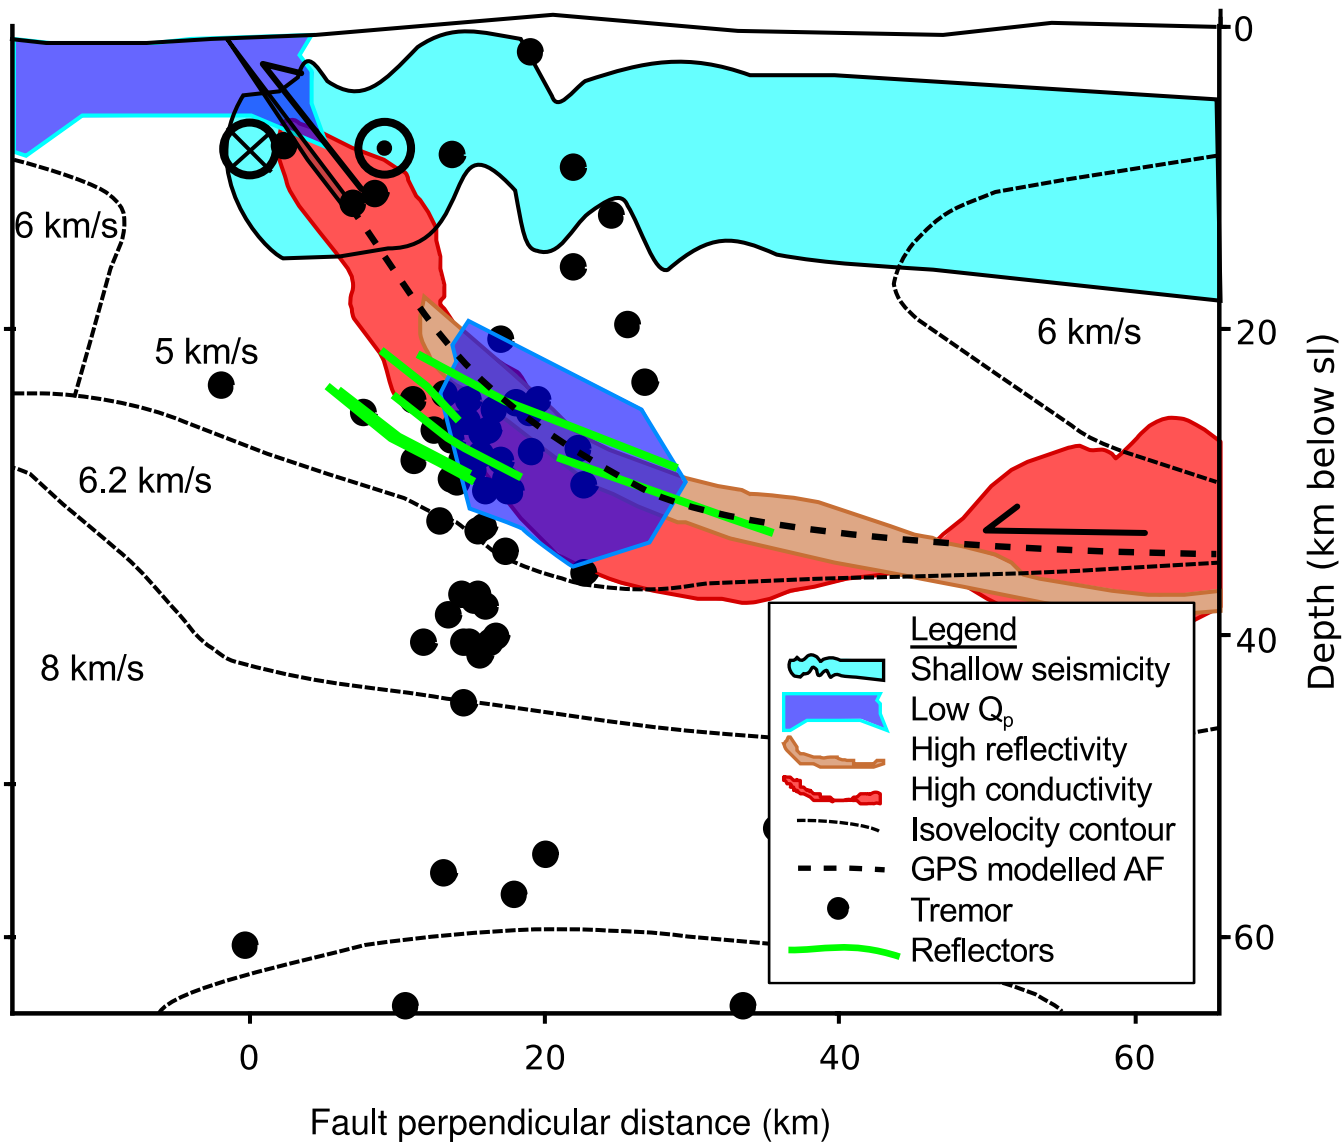 0
6 km/s
5 km/s
6 km/s
20
6.2 km/s
8 km/s
40
60
Depth (km below sl)
Legend
Shallow seismicity
Low Qp
High reflectivity
High conductivity
Isovelocity contour
GPS modelled AF
Tremor
Reflectors
0 20 40 60
Fault perpendicular distance (km)